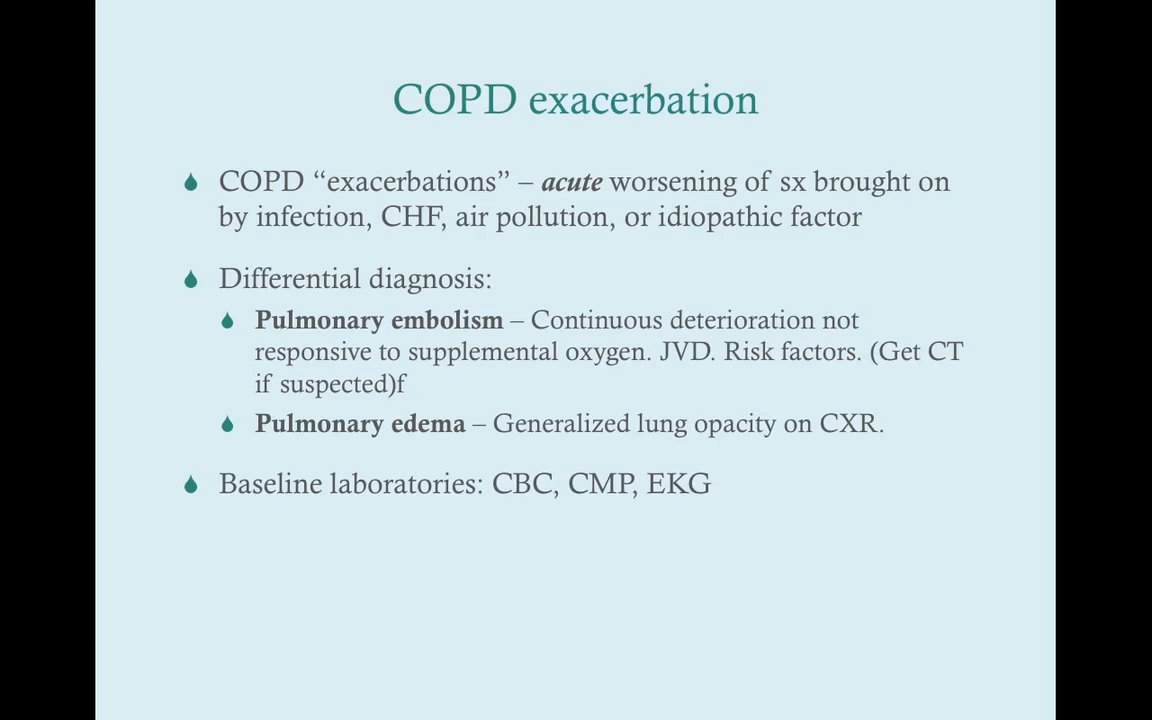 COPD exacerbation
COPD “exacerbations” – acute worsening of sx brought on
by infection, CHF, air pollution, or idiopathic factor
Differential diagnosis:
Pulmonary embolism – Continuous deterioration not
responsive to supplemental oxygen. JVD. Risk factors. (Get CT
if suspected)f
Pulmonary edema – Generalized lung opacity on CXR.
Baseline laboratories: CBC, CMP, EKG